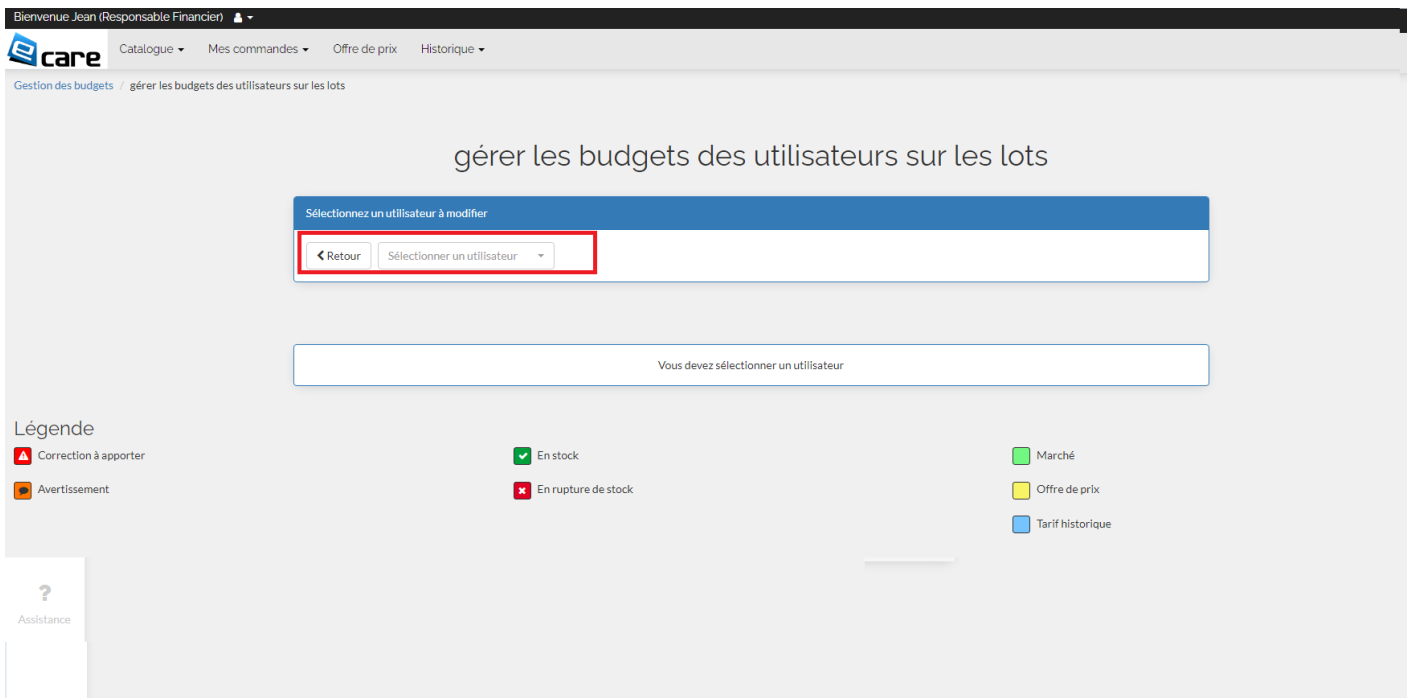 Bienvenue Jean (Responsable Financier)
ecare Catalogue Mes commandes Offre de prix Historique
Gestion des budgets / gérer les budgets des utilisateurs sur les lots
gérer les budgets des utilisateurs sur les lots
Sélectionnez un utilisateur à modifier
Retour Sélectionner un utilisateur
Vous devez sélectionner un utilisateur
Légende
Correction à apporter En stock Marché
Avertissement En rupture de stock Offre de prix
Tarif historique
?
Assistance